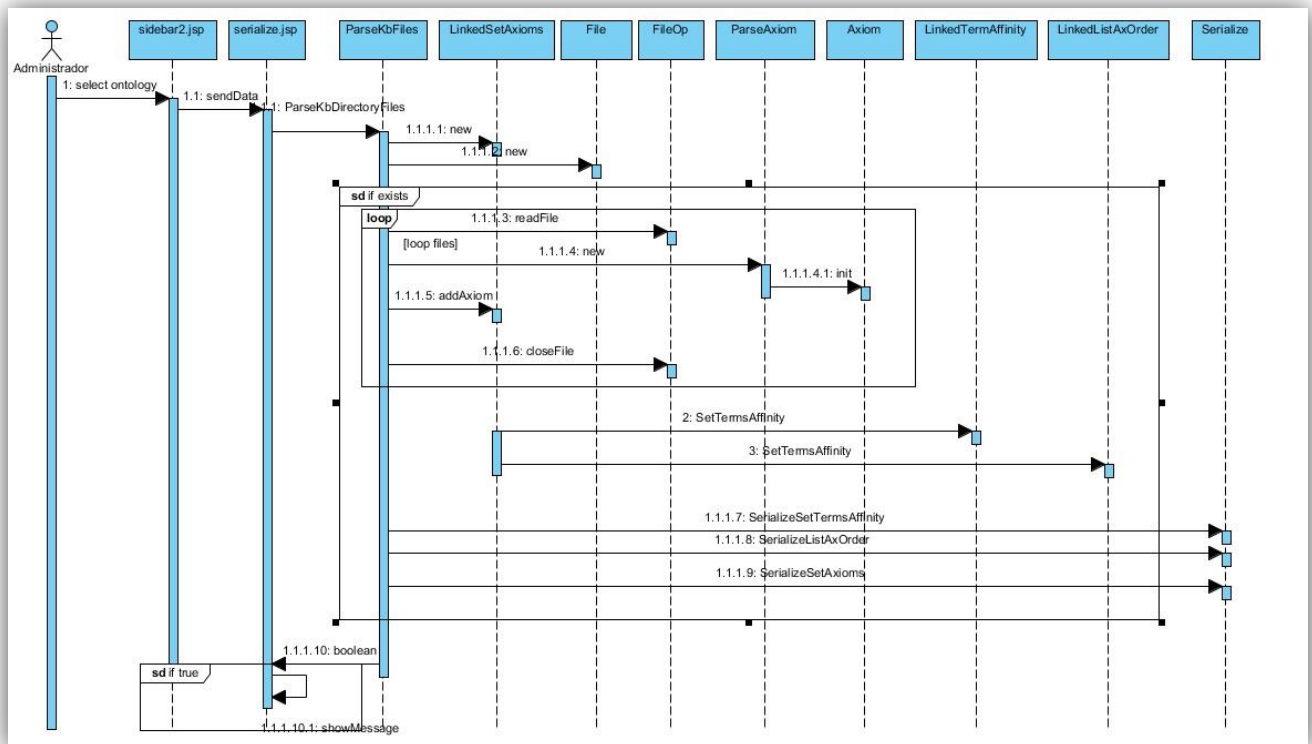 sidebar2.jsp serialize.jsp ParseKbFiles LinkedSetAxioms File FileOp ParseAxiom Axiom LinkedTermAffinity LinkedListAxOrder Serialize
Administrador
1: select ontology
1.1: sendData
1.1: ParseKbDirectoryFiles
1.1.1.1: new
1.1.1.2: new
sd if exists
loop
1.1.1.3: readFile
[loop files]
1.1.1.4: new
1.1.1.4.1: init
1.1.1.5: addAxiom
1.1.1.6: closeFile
2: SetTermsAffinity
3: SetTermsAffinity
1.1.1.7: SerializeSetTermsAffinity
1.1.1.8: SerializeListAxOrder
1.1.1.9: SerializeSetAxioms
1.1.1.10: boolean
sd if true
1.1.1.10.1: showMessage